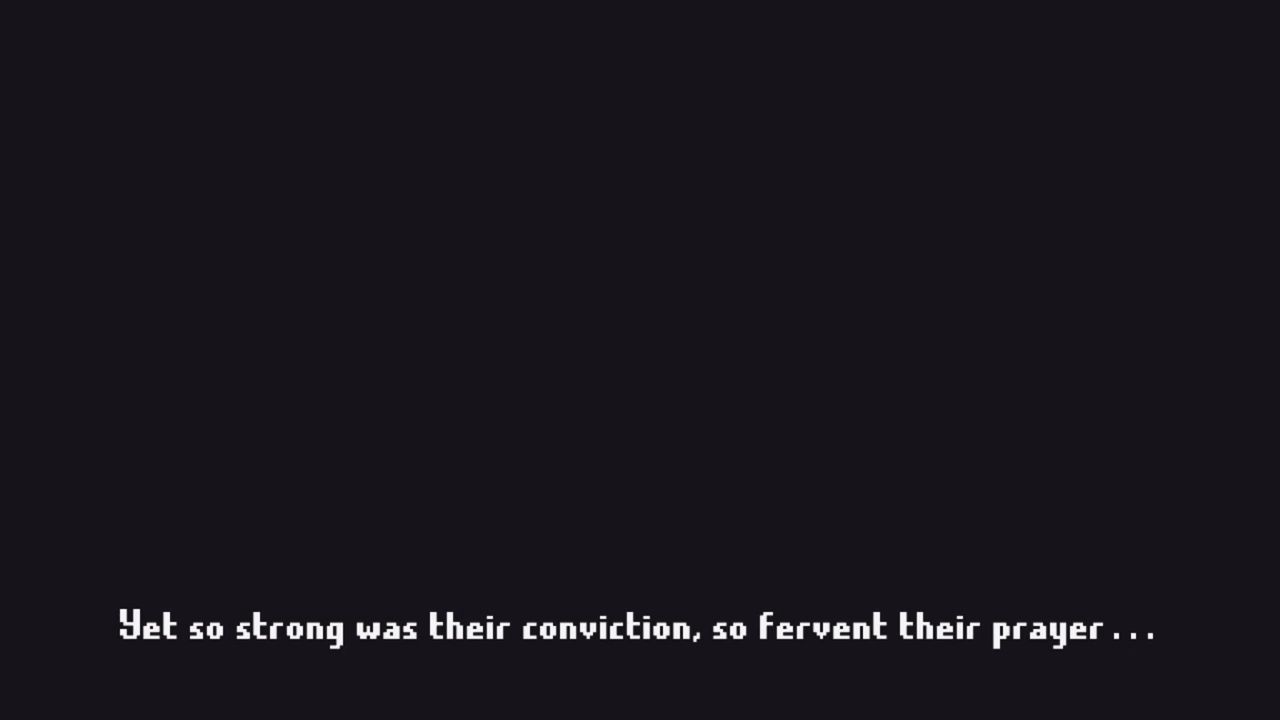 Yet so strong was their conviction, so fervent their prayer...